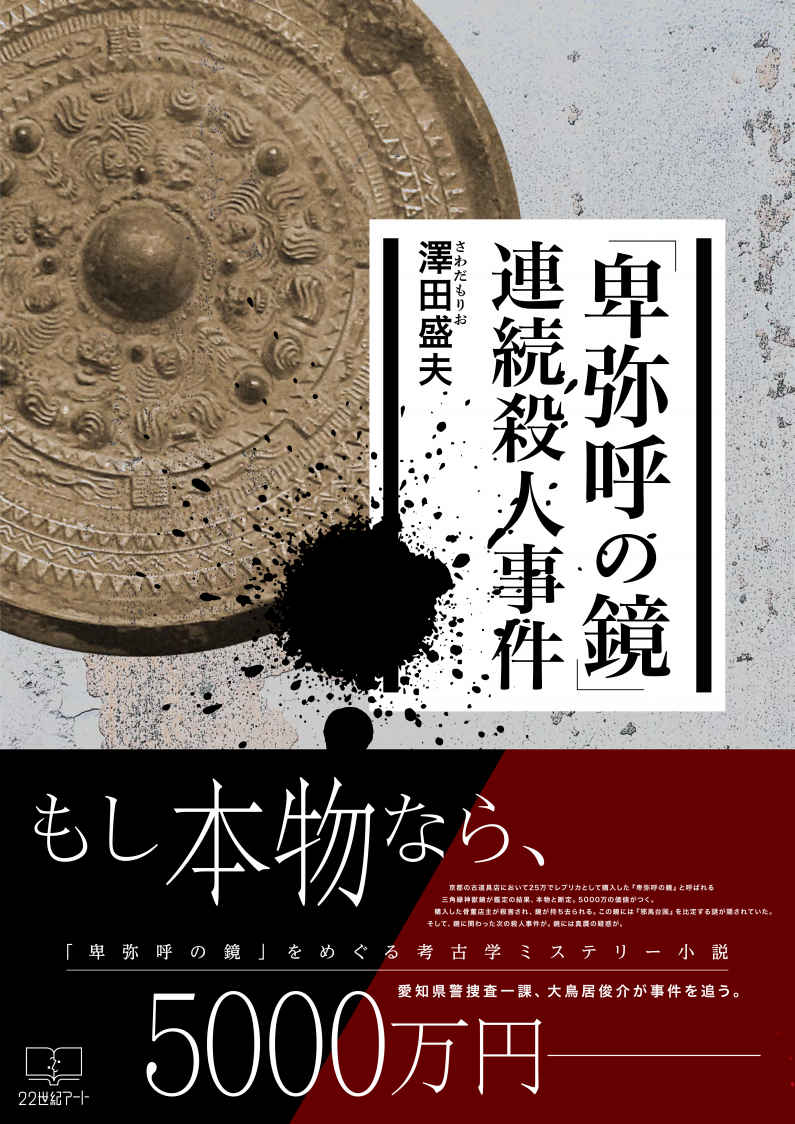 「卑弥呼の鏡」
連続殺人事件
さわだもりお
澤田盛夫
もし本物なら、
京都の古道具店において25万でレプリカとして購入した『卑弥呼の鏡』と呼ばれる
三角縁神獣鏡が鑑定の結果、本物と断定。5000万の価値がつく。
購入した骨董店主が殺害され、鏡が持ち去られる。この鏡には『邪馬台国』を比定する謎が隠されていた。
そして、鏡に関わった次の殺人事件が。鏡には真贋の疑惑が。
「卑弥呼の鏡」をめぐる考古学ミステリー小説
愛知県警捜査一課、大鳥居俊介が事件を追う。
5000万円
22世紀アート